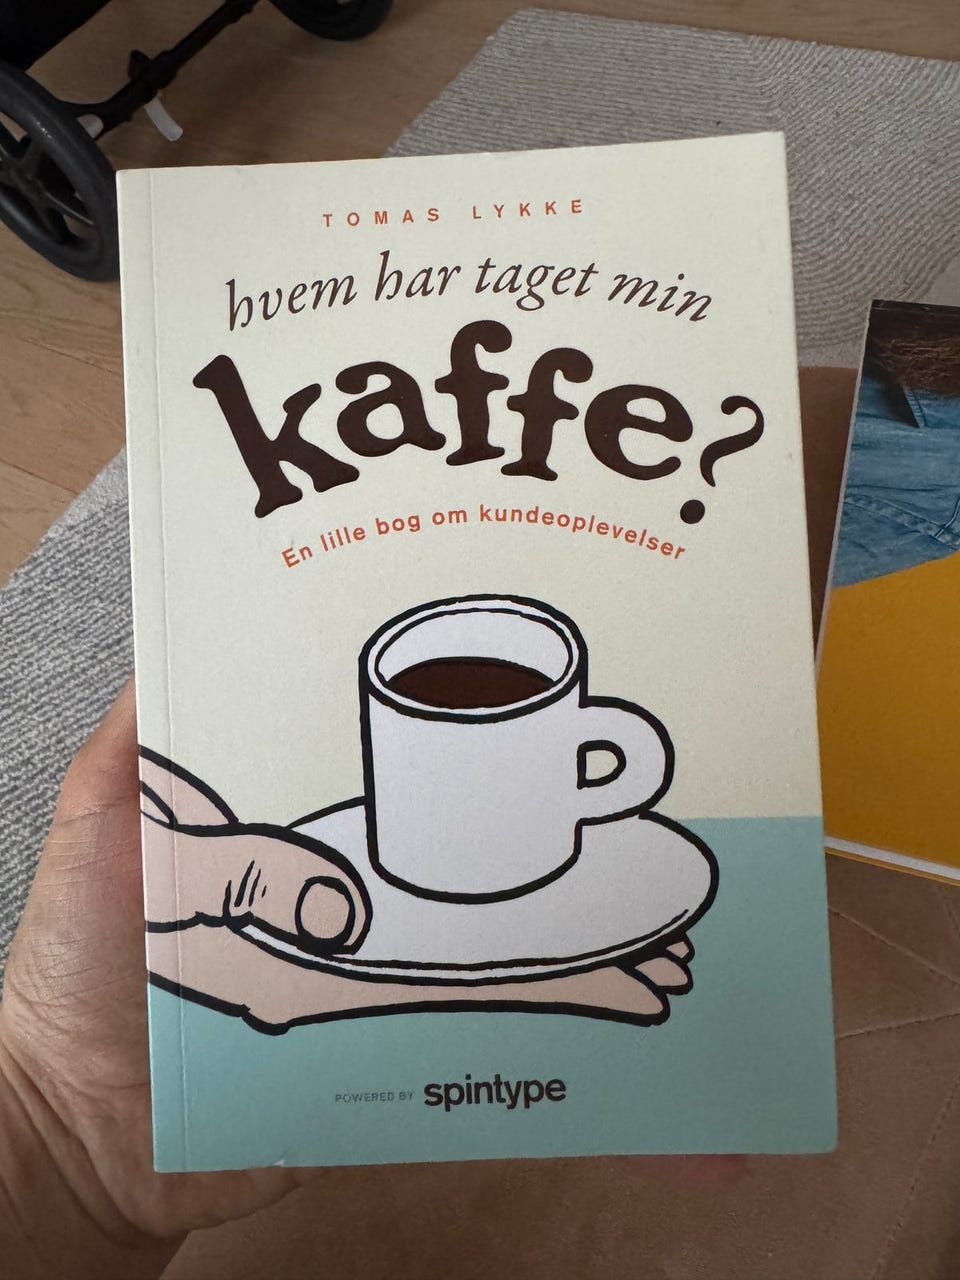 TOMAS LYKKE
hvem har taget min
kaffe?
En lille bog om kundeoplevelser
POWERED BY spintype